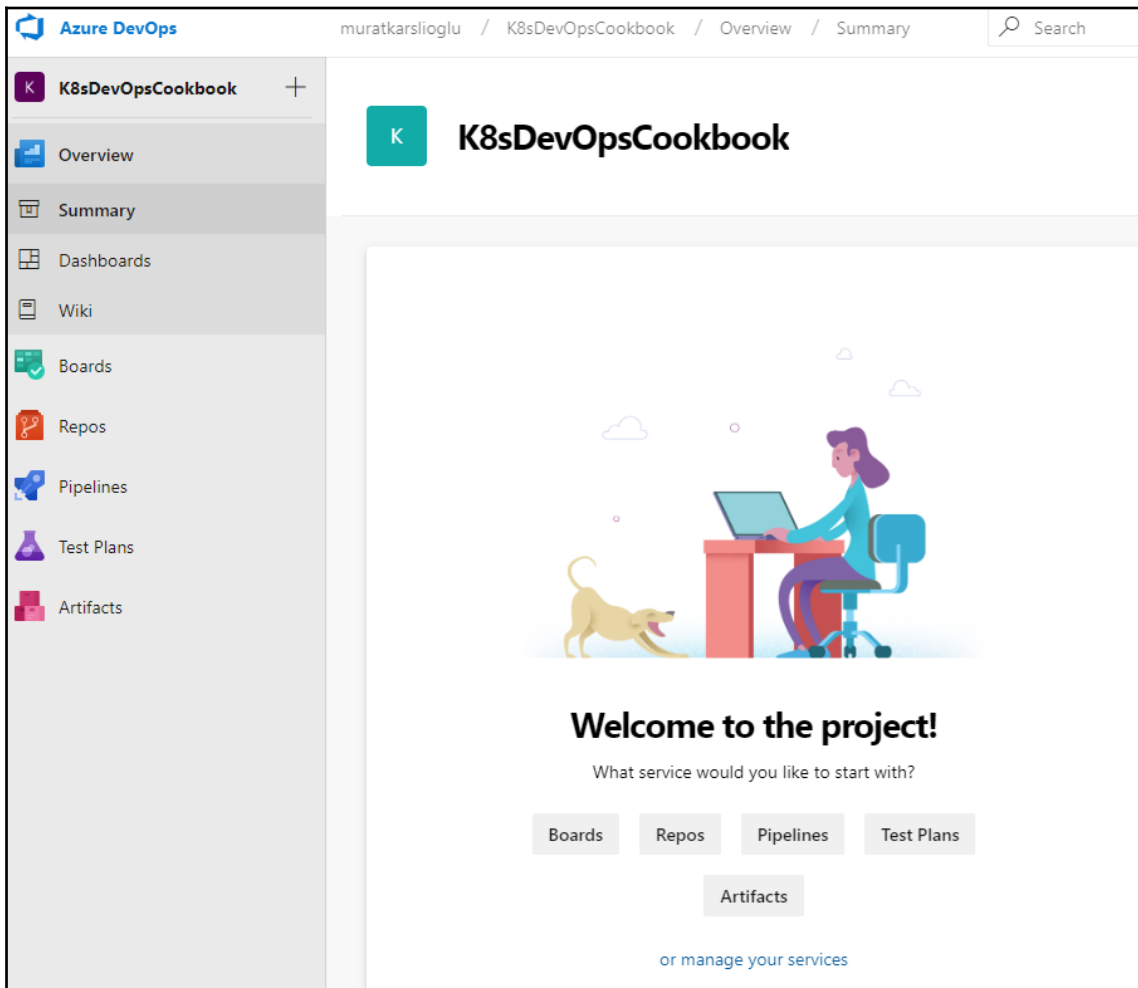 Azure DevOps
muratkarslioglu / K8sDevOpsCookbook / Overview / Summary
Search
K
K8sDevOpsCookbook
Overview
Summary
Dashboards
Wiki
Boards
Repos
Pipelines
Test Plans
Artifacts
K
K8sDevOpsCookbook
Welcome to the project!
What service would you like to start with?
Boards Repos Pipelines Test Plans
Artifacts
or manage your services